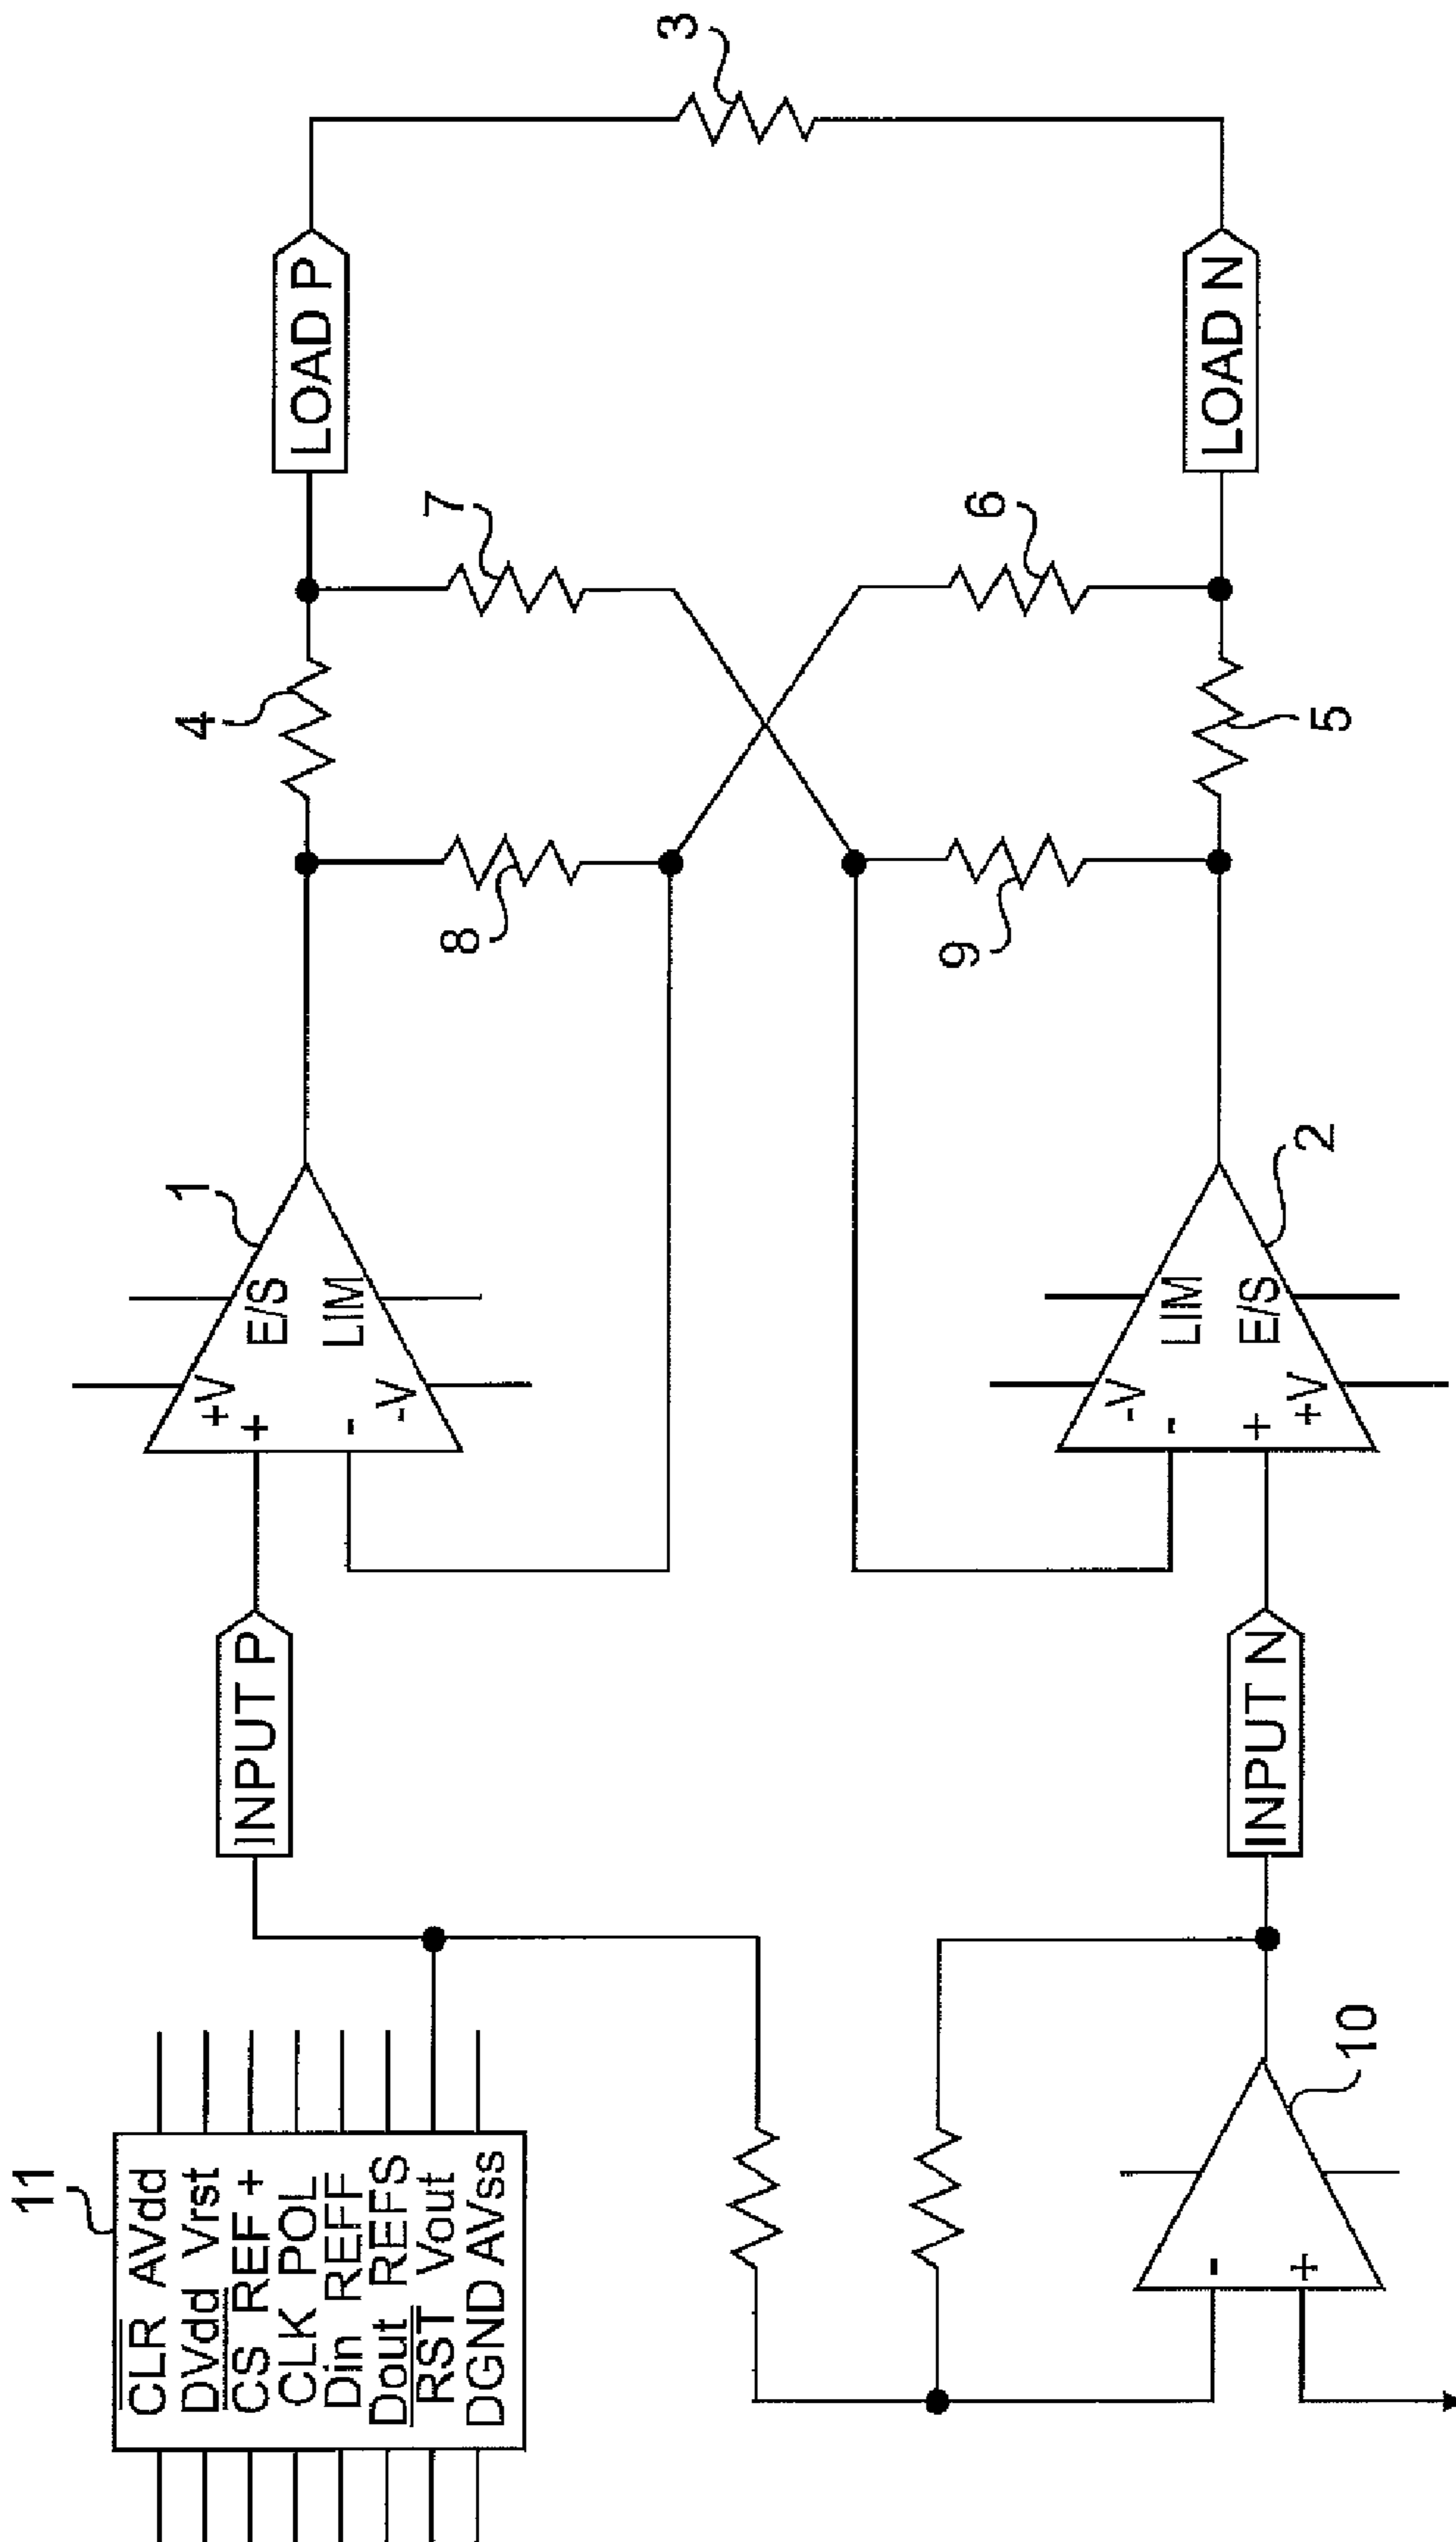 11
CLR AVdd
DVdd Vrst
CS REF +
CLK POL
Din REFF
Dout REFS
RST Vout
DGND AVss
INPUT P
1
+V
+
E/S
LIM
-
-V
8
4
7
LOAD P
3
10
-
+
INPUT N
2
-V
-
LIM
E/S
+
+V
9
5
6
LOAD N